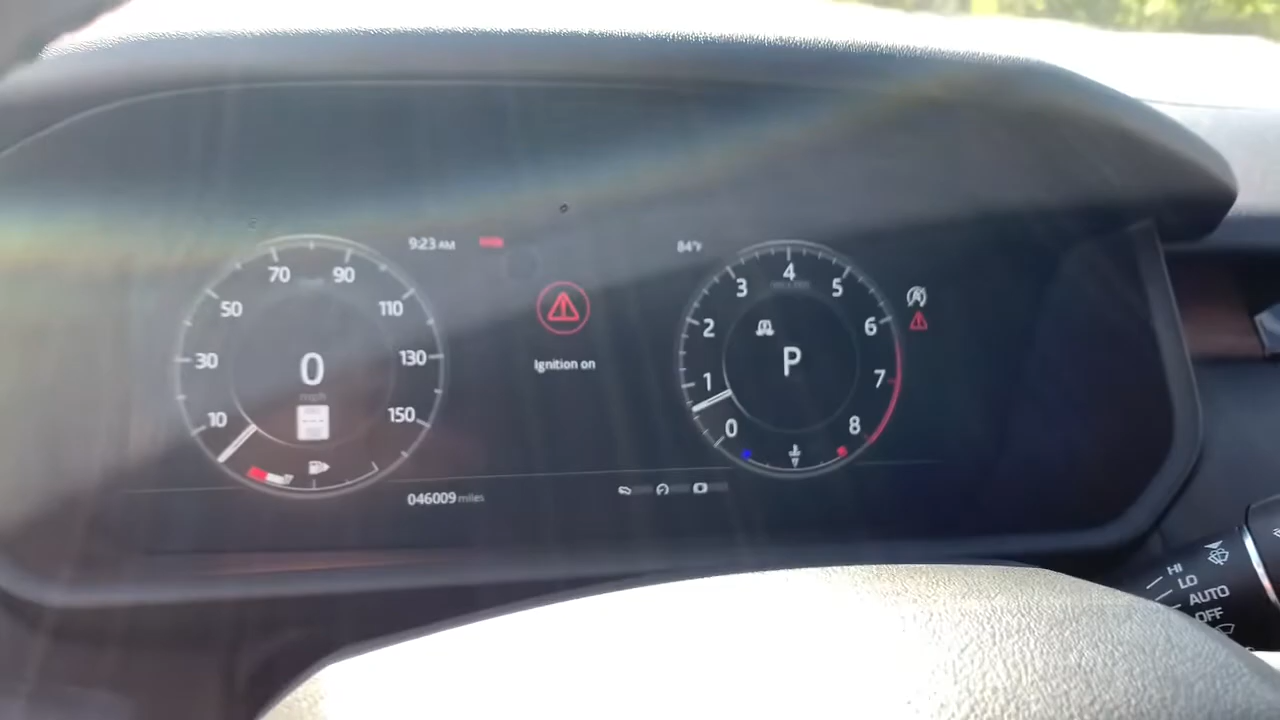 9:23 AM
84°F
70 90
50 110
30 130
10 150
0
mph
Ignition on
4
3 5
2 6
1 7
0 8
P
046009 miles
HI
LO
AUTO
OFF